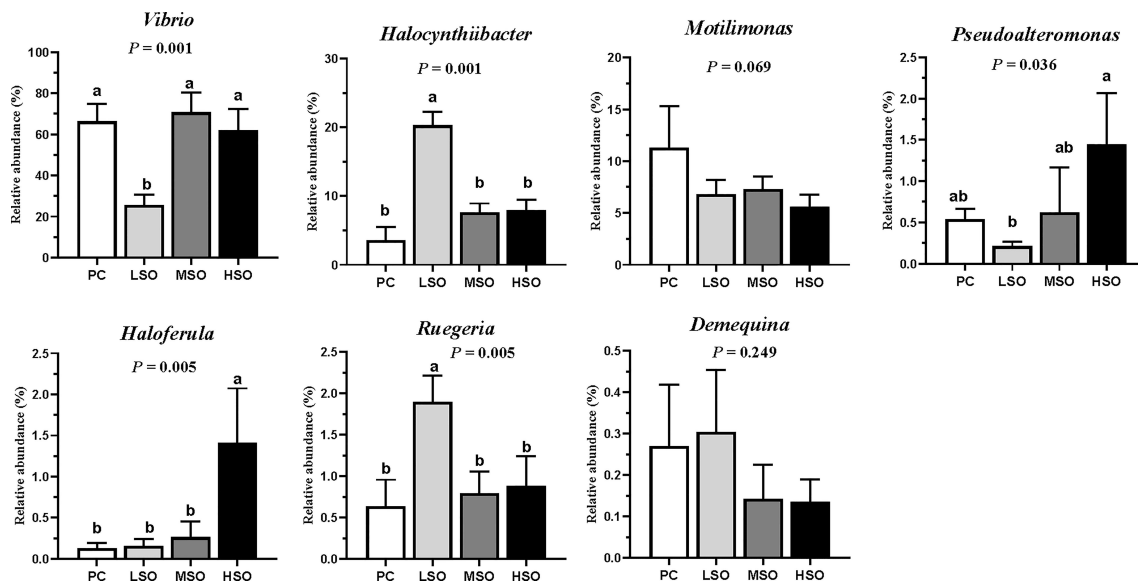 Vibrio
P = 0.001
Relative abundance (%)
100
80
60
40
20
0
a
b
a
a
PC LSO MSO HSO
Halocynthiibacter
P = 0.001
Relative abundance (%)
30
20
10
0
b
a
b
b
PC LSO MSO HSO
Motilimonas
P = 0.069
Relative abundance (%)
20
15
10
5
0
PC LSO MSO HSO
Pseudoalteromonas
P = 0.036
Relative abundance (%)
2.5
2.0
1.5
1.0
0.5
0.0
ab
b
ab
a
PC LSO MSO HSO
Haloferula
P = 0.005
Relative abundance (%)
2.5
2.0
1.5
1.0
0.5
0.0
b
b
b
a
PC LSO MSO HSO
Ruegeria
P = 0.005
Relative abundance (%)
2.5
2.0
1.5
1.0
0.5
0.0
b
a
b
b
PC LSO MSO HSO
Demequina
P = 0.249
Relative abundance (%)
0.5
0.4
0.3
0.2
0.1
0.0
PC LSO MSO HSO